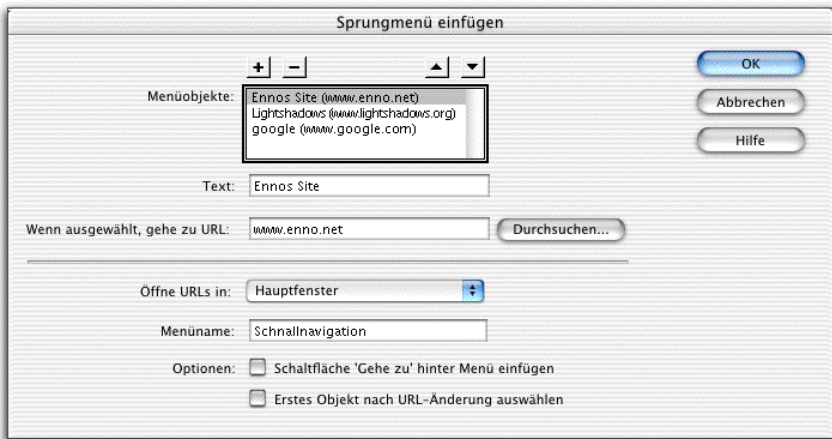 Sprungmenü einfügen
Menüobjekte:
Ennos Site (www.enno.net)
Lightshadows (www.lightshadows.org)
google (www.google.com)
OK
Abbrechen
Hilfe
Text: Ennos Site
Wenn ausgewählt, gehe zu URL: www.enno.net Durchsuchen...
Öffne URLs in: Hauptfenster
Menüname: Schnallnavigation
Optionen: Schaltfläche 'Gehe zu' hinter Menü einfügen
Erstes Objekt nach URL-Änderung auswählen